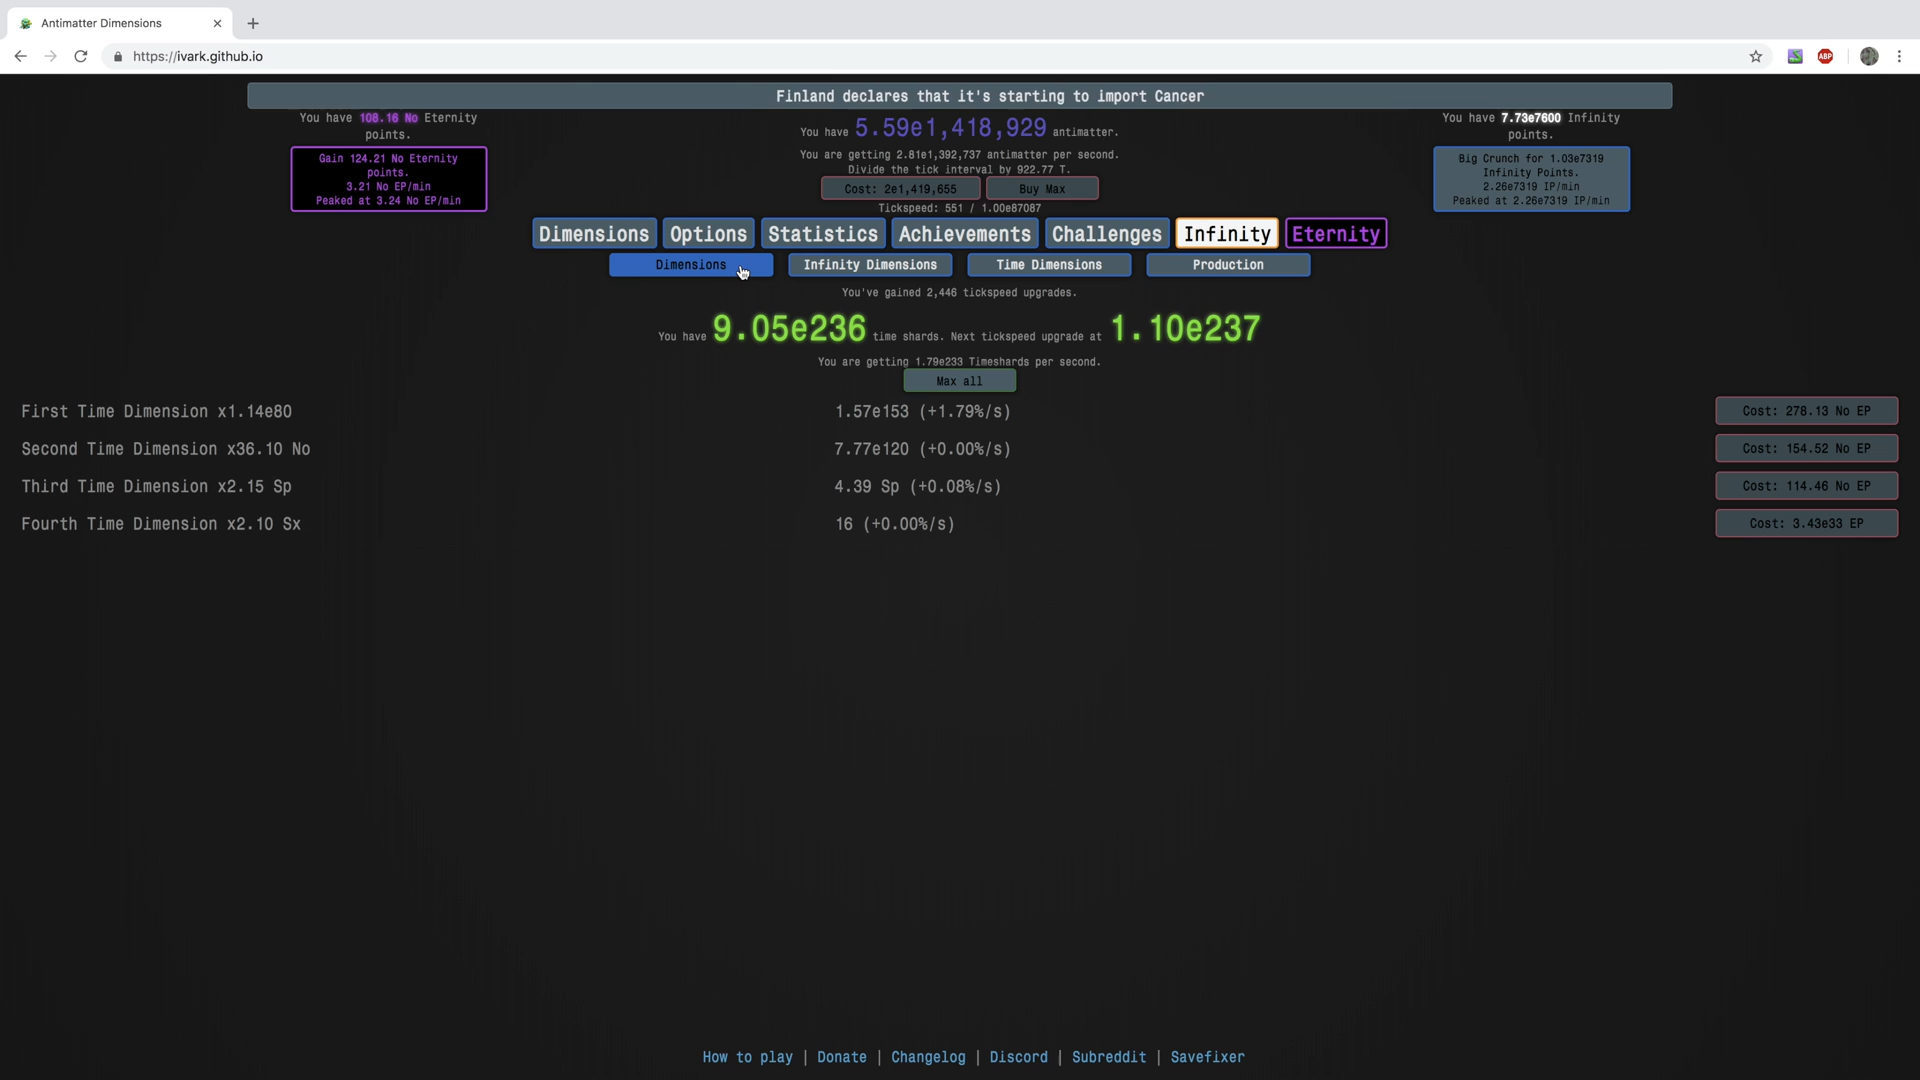 Antimatter Dimensions
https://ivark.github.io
ABP
Finland declares that it's starting to import Cancer
You have 108.16 No Eternity
points.
Gain 124.21 No Eternity
points.
3.21 No EP/min
Peaked at 3.24 No EP/min
You have 5.59e1,418,929 antimatter.
You are getting 2.81e1,392,737 antimatter per second.
Divide the tick interval by 922.77 T.
Cost: 2e1,419,655
Buy Max
Tickspeed: 551 / 1.00e87087
You have 7.73e7600 Infinity
points.
Big Crunch for 1.03e7319
Infinity Points.
2.26e7319 IP/min
Peaked at 2.26e7319 IP/min
Dimensions Options Statistics Achievements Challenges Infinity Eternity
Dimensions Infinity Dimensions Time Dimensions Production
You've gained 2,446 tickspeed upgrades.
You have 9.05e236 time shards. Next tickspeed upgrade at 1.10e237
You are getting 1.79e233 Timeshards per second.
Max all
First Time Dimension x1.14e80 1.57e153 (+1.79%/s) Cost: 278.13 No EP
Second Time Dimension x36.10 No 7.77e120 (+0.00%/s) Cost: 154.52 No EP
Third Time Dimension x2.15 Sp 4.39 Sp (+0.08%/s) Cost: 114.46 No EP
Fourth Time Dimension x2.10 Sx 16 (+0.00%/s) Cost: 3.43e33 EP
How to play | Donate | Changelog | Discord | Subreddit | Savefixer